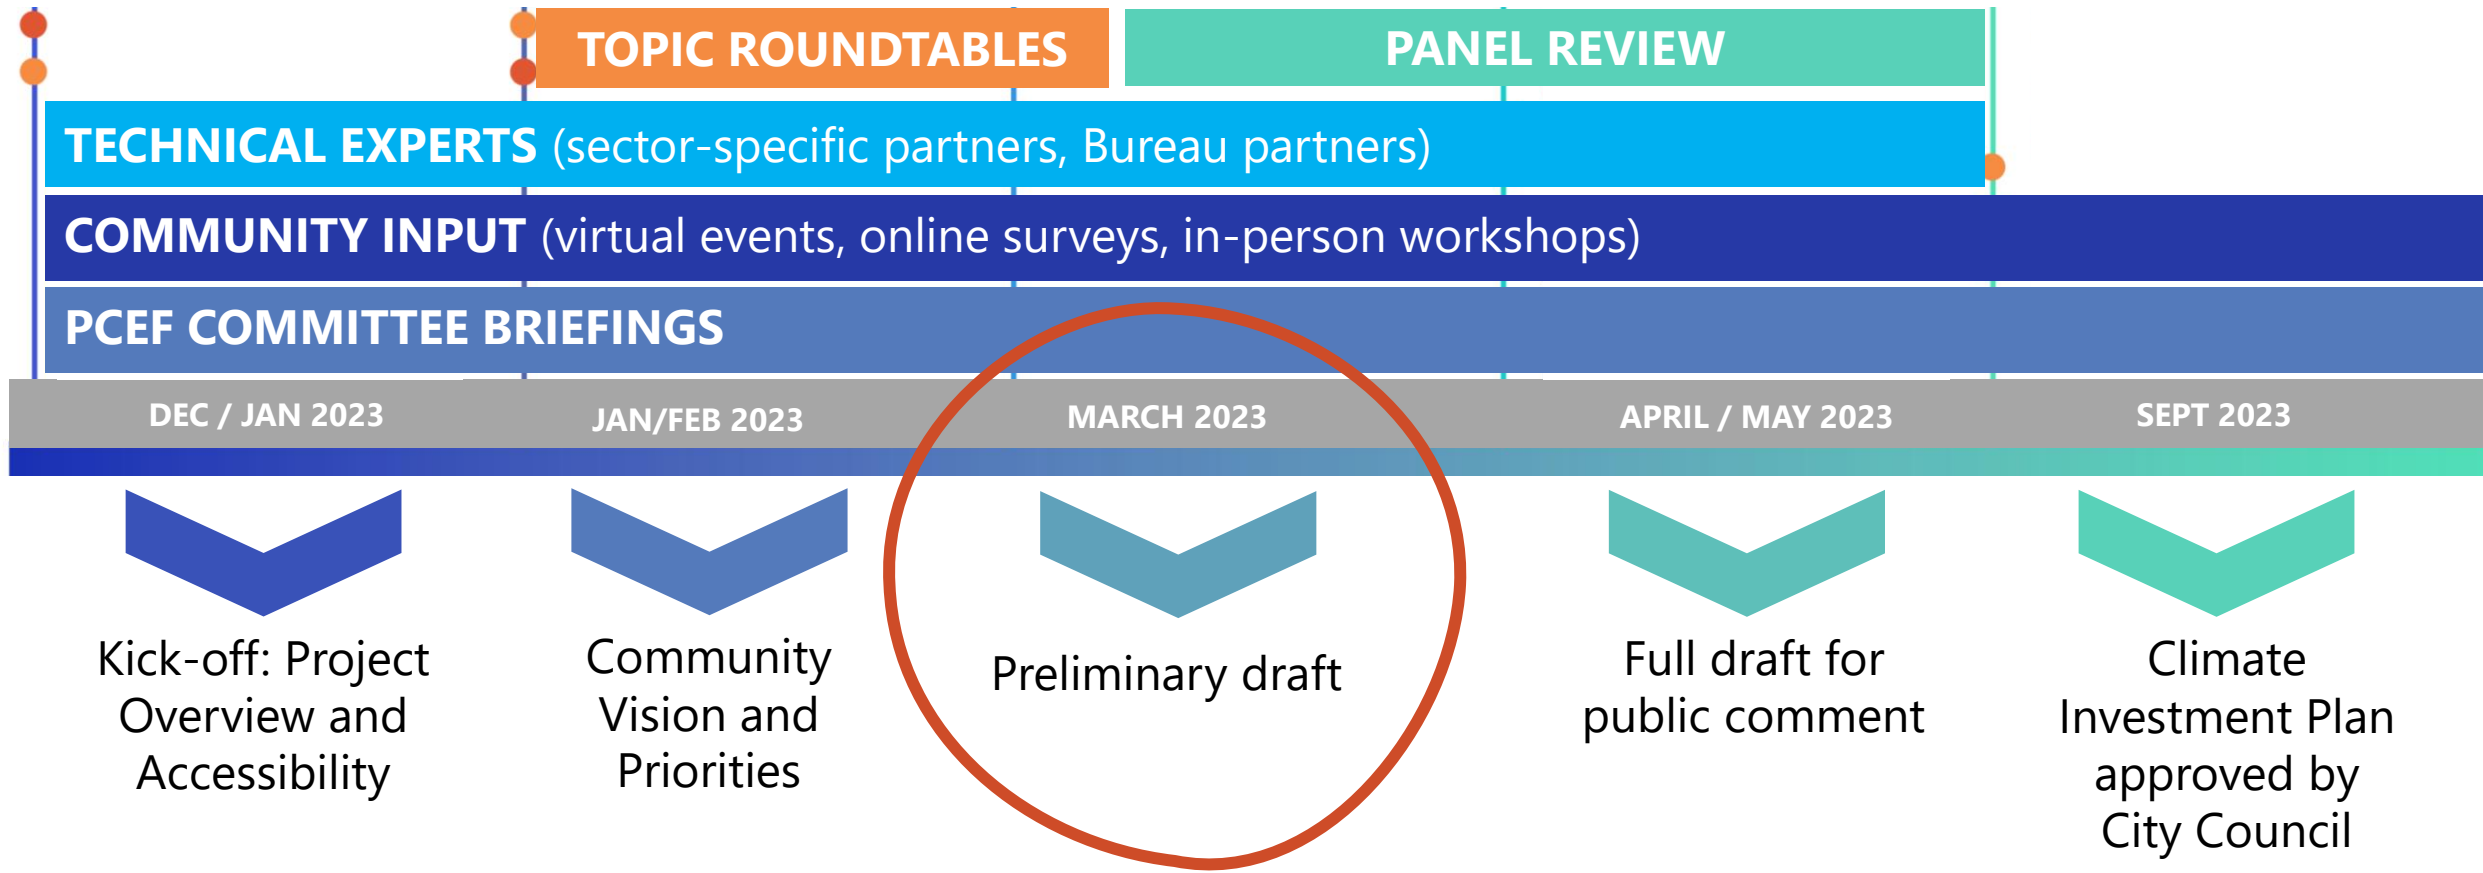 TOPIC ROUNDTABLES
PANEL REVIEW
TECHNICAL EXPERTS (sector-specific partners, Bureau partners)
COMMUNITY INPUT (virtual events, online surveys, in-person workshops)
PCEF COMMITTEE BRIEFINGS
DEC / JAN 2023
JAN/FEB 2023
MARCH 2023
APRIL / MAY 2023
SEPT 2023
Kick-off: Project
Overview and
Accessibility
Community
Vision and
Priorities
Preliminary draft
Full draft for
public comment
Climate
Investment Plan
approved by
City Council